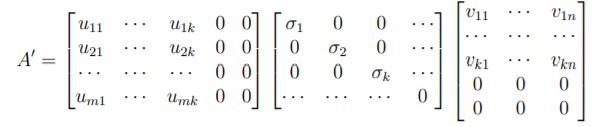 A′ = [u₁₁ ⋯ u₁ₖ 0 0] [σ₁ 0 0 ⋯] [v₁₁ ⋯ v₁ₙ]
[u₂₁ ⋯ u₂ₖ 0 0] [0 σ₂ 0 ⋯] [⋯ ⋯ ⋯]
[⋯ ⋯ ⋯ 0 0] [0 0 σₖ ⋯] [vₖ₁ ⋯ vₖₙ]
[uₘ₁ ⋯ uₘₖ 0 0] [⋯ ⋯ ⋯ 0] [0 0 0]
[0 0 0]